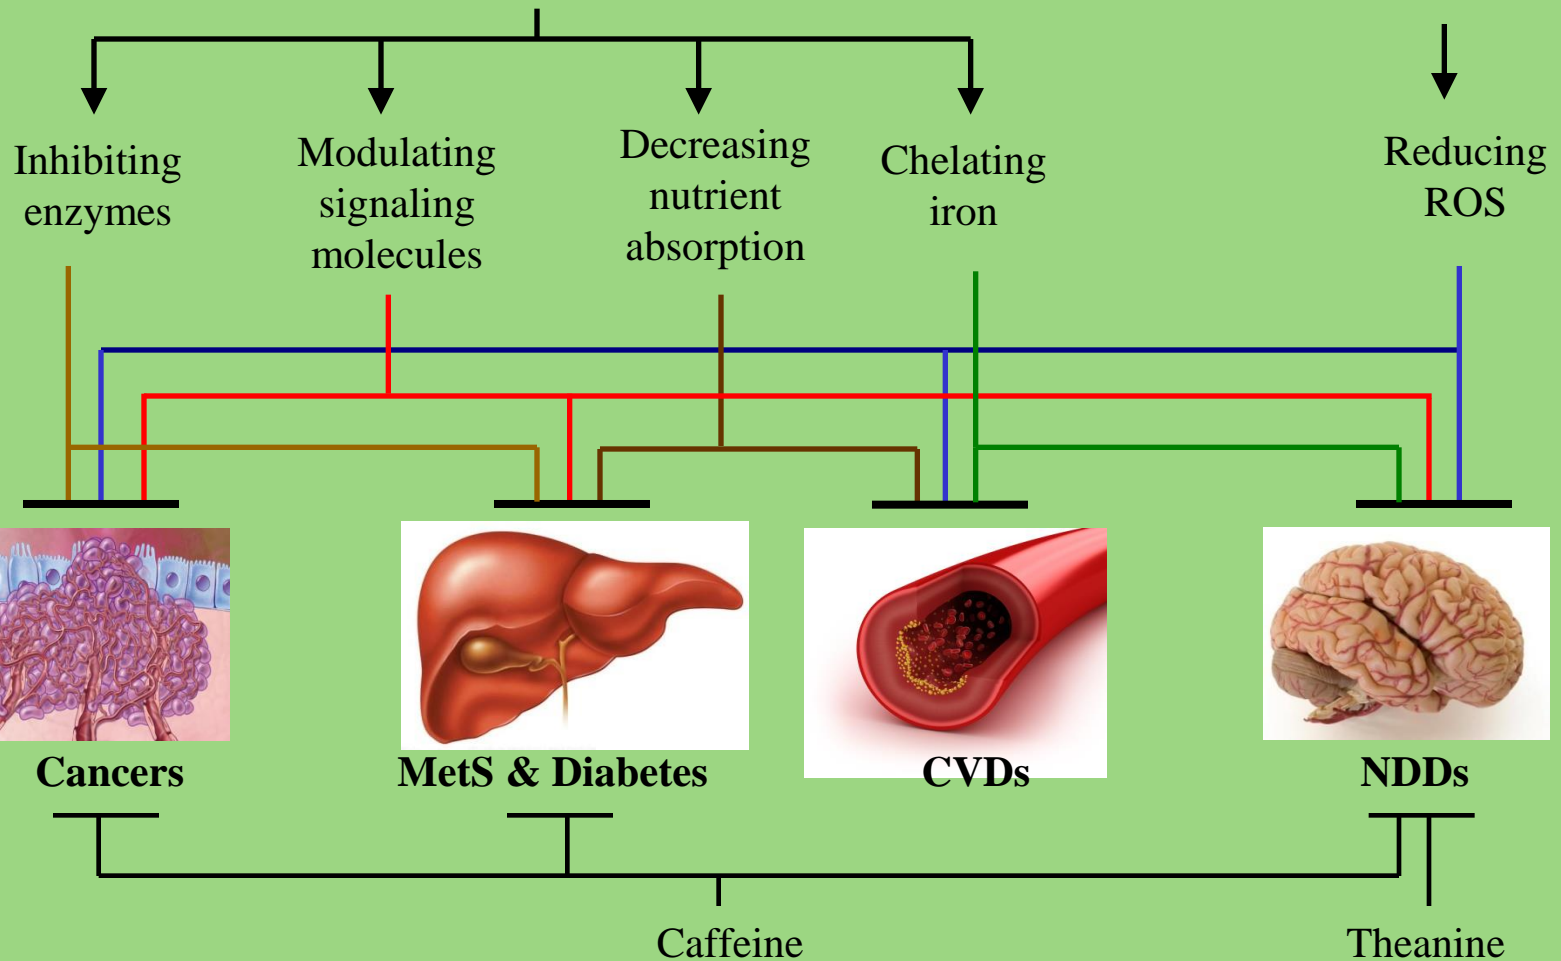 Inhibiting
enzymes
Modulating
signaling
molecules
Decreasing
nutrient
absorption
Chelating
iron
Reducing
ROS
Cancers
MetS & Diabetes
CVDs
NDDs
Caffeine
Theanine